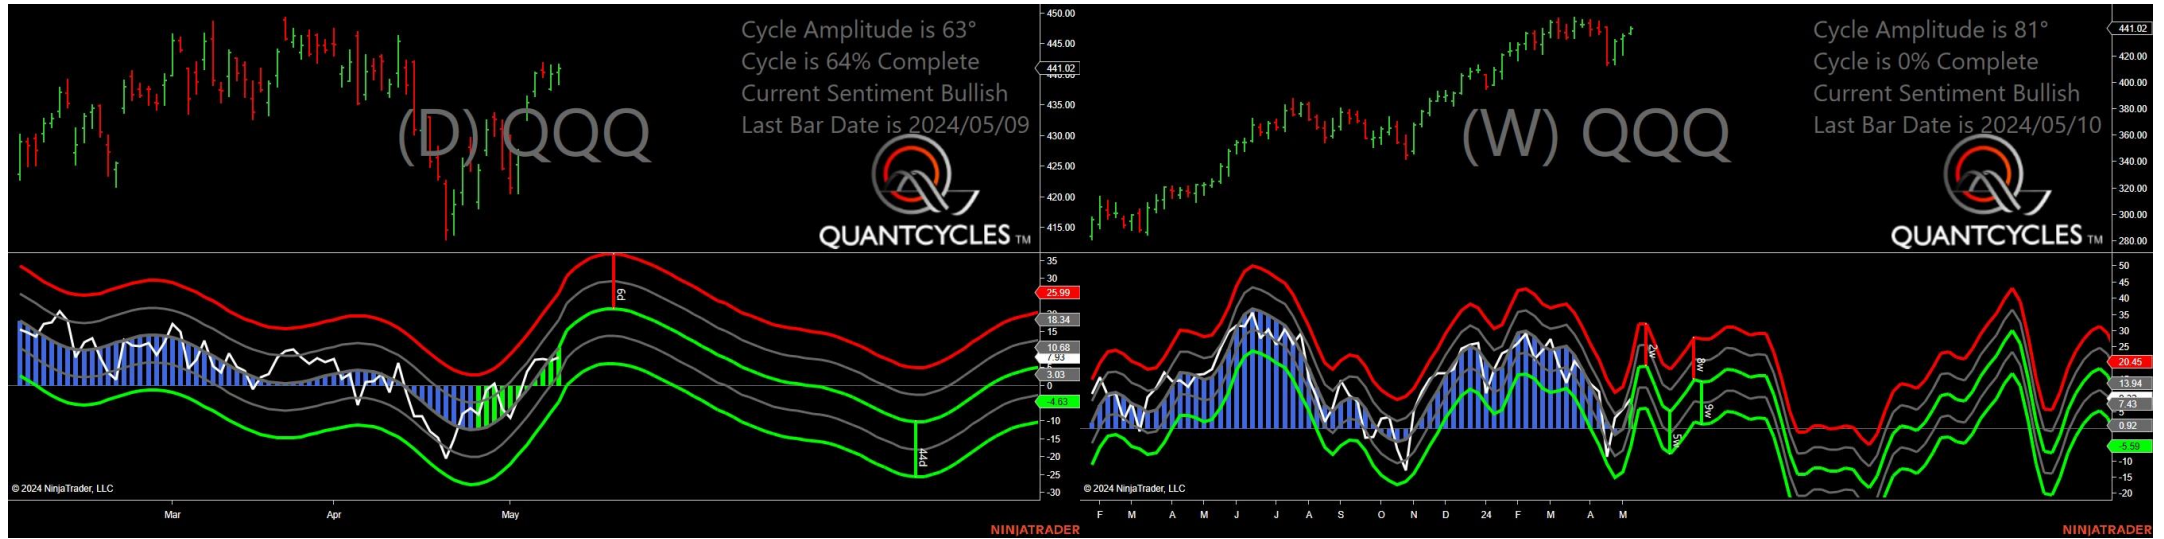 Cycle Amplitude is 63°
Cycle is 64% Complete
Current Sentiment Bullish
Last Bar Date is 2024/05/09
(D) QQQ
QUANTCYCLES TM
450.00
445.00
441.02
435.00
430.00
425.00
420.00
415.00
35
30
25.99
18.34
15
10.68
7.93
3.03
0
-4.63
-10
-15
-20
-25
-30
6d
44d
© 2024 NinjaTrader, LLC
Mar Apr May
NINJATRADER
Cycle Amplitude is 81°
Cycle is 0% Complete
Current Sentiment Bullish
Last Bar Date is 2024/05/10
(W) QQQ
QUANTCYCLES TM
441.02
420.00
400.00
380.00
360.00
340.00
320.00
300.00
280.00
50
45
40
35
30
25
20.45
13.94
7.43
0.92
-5.59
-10
-15
-20
2w
8w
9w
5w
© 2024 NinjaTrader, LLC
F M A M J J A S O N D 24 F M A M
NINJATRADER